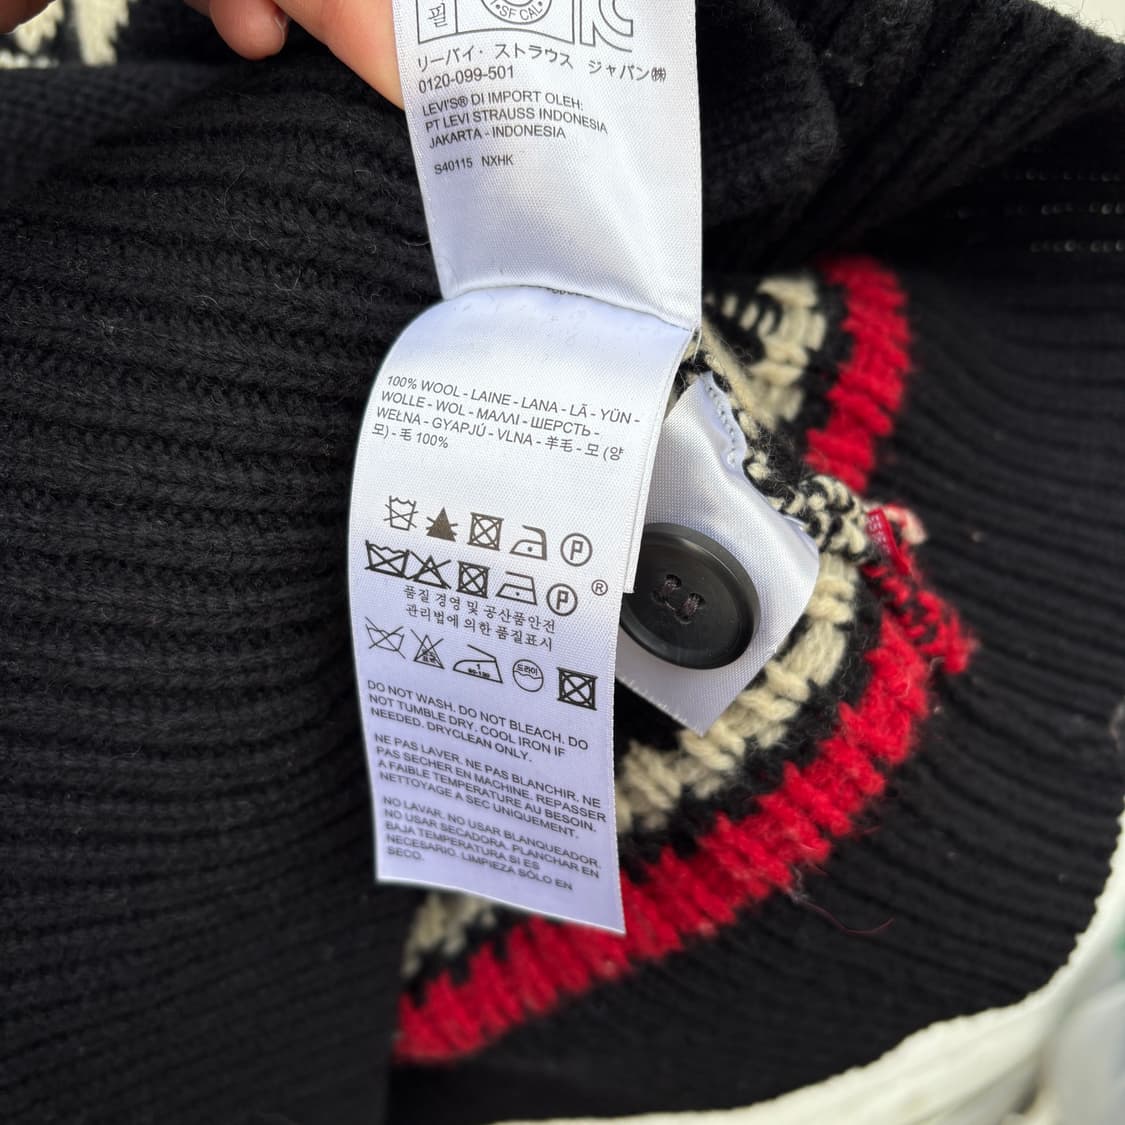 필
SF CAL
リーバイ・ストラウス ジャパン㈱
0120-099-501
LEVI'S® DI IMPORT OLEH:
PT LEVI STRAUSS INDONESIA
JAKARTA - INDONESIA
S40115 NXHK
100% WOOL - LAINE - LANA - LÃ - YÜN -
WOLLE - WOL - ΜΑΛΛΙ - ШЕРСТЬ -
WEŁNA - GYAPJÚ - VLNA - 羊毛 - 모 (양
모) - 毛 100%
P
P ®
품질 경영 및 공산품안전
관리법에 의한 품질표시
드라이
DO NOT WASH. DO NOT BLEACH. DO
NOT TUMBLE DRY. COOL IRON IF
NEEDED. DRYCLEAN ONLY.
NE PAS LAVER. NE PAS BLANCHIR. NE
PAS SECHER EN MACHINE. REPASSER
A FAIBLE TEMPERATURE AU BESOIN.
NETTOYAGE A SEC UNIQUEMENT.
NO LAVAR. NO USAR BLANQUEADOR.
NO USAR SECADORA. PLANCHAR EN
BAJA TEMPERATURA SI ES
NECESARIO. LIMPIEZA SÓLO EN
SECO.